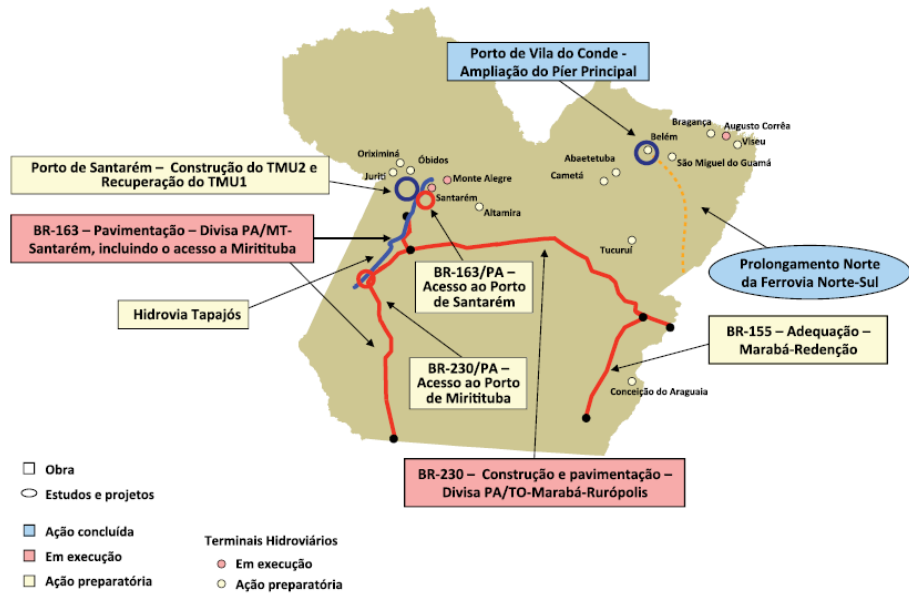 Porto de Vila do Conde -
Ampliação do Píer Principal
Bragança
Augusto Corrêa
Viseu
Belém
São Miguel do Guamá
Abaetetuba
Cametá
Oriximiná
Óbidos
Juriti
Monte Alegre
Santarém
Altamira
Tucuruí
Porto de Santarém – Construção do TMU2 e
Recuperação do TMU1
BR-163 – Pavimentação – Divisa PA/MT-
Santarém, incluindo o acesso a Miritituba
Hidrovia Tapajós
BR-163/PA –
Acesso ao Porto
de Santarém
Prolongamento Norte
da Ferrovia Norte-Sul
BR-155 – Adequação –
Marabá-Redenção
BR-230/PA –
Acesso ao Porto
de Miritituba
Conceição do Araguaia
BR-230 – Construção e pavimentação –
Divisa PA/TO-Marabá-Rurópolis
Obra
Estudos e projetos
Ação concluída
Em execução
Ação preparatória
Terminais Hidroviários
Em execução
Ação preparatória